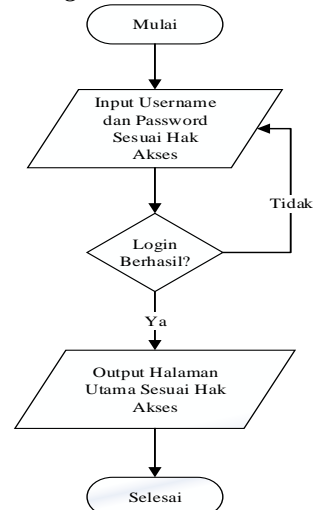 Mulai
Input Username
dan Password
Sesuai Hak
Akses
Tidak
Login
Berhasil?
Ya
Output Halaman
Utama Sesuai Hak
Akses
Selesai